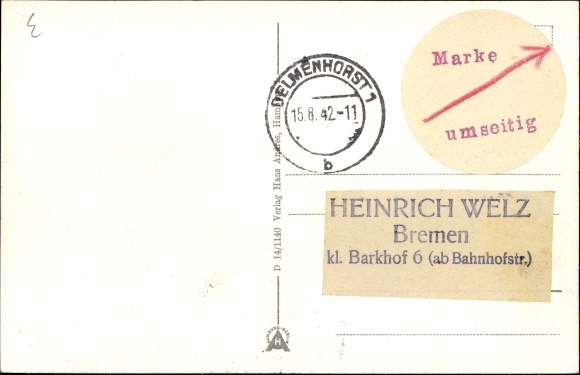 Marke
umseitig
DELMENHORST 1
15.8.42-11
b
HEINRICH WELZ
Bremen
kl. Barkhof 6 (ab Bahnhofstr.)
D 14/1140 Verlag Hans Andres,
H